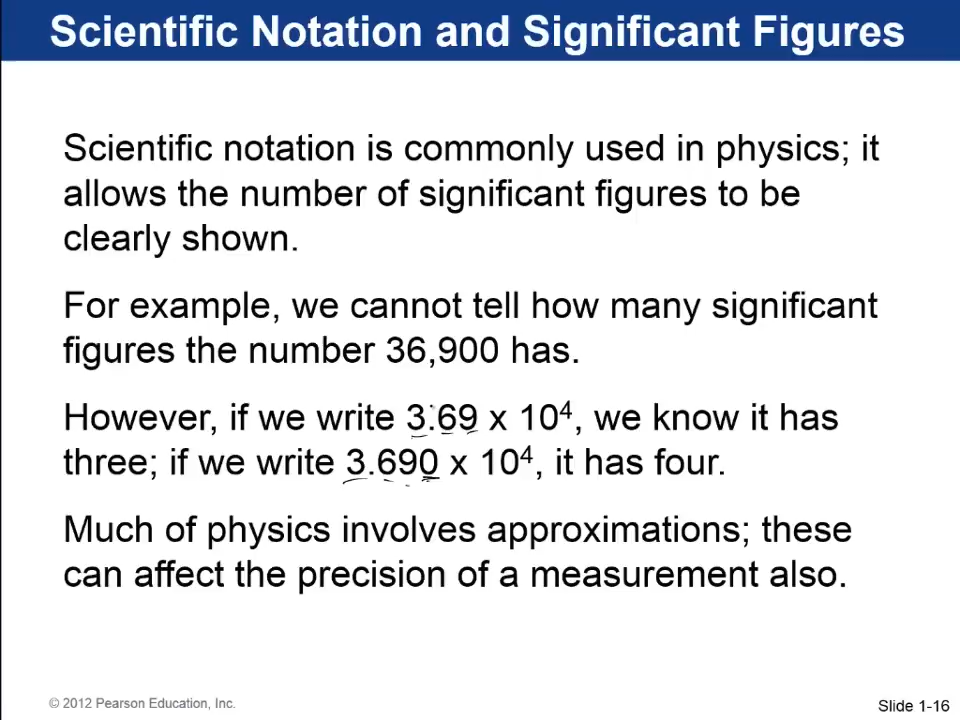 Scientific Notation and Significant Figures
Scientific notation is commonly used in physics; it
allows the number of significant figures to be
clearly shown.
For example, we cannot tell how many significant
figures the number 36,900 has.
However, if we write 3.69 x 10⁴, we know it has
three; if we write 3.690 x 10⁴, it has four.
Much of physics involves approximations; these
can affect the precision of a measurement also.
© 2012 Pearson Education, Inc.
Slide 1-16